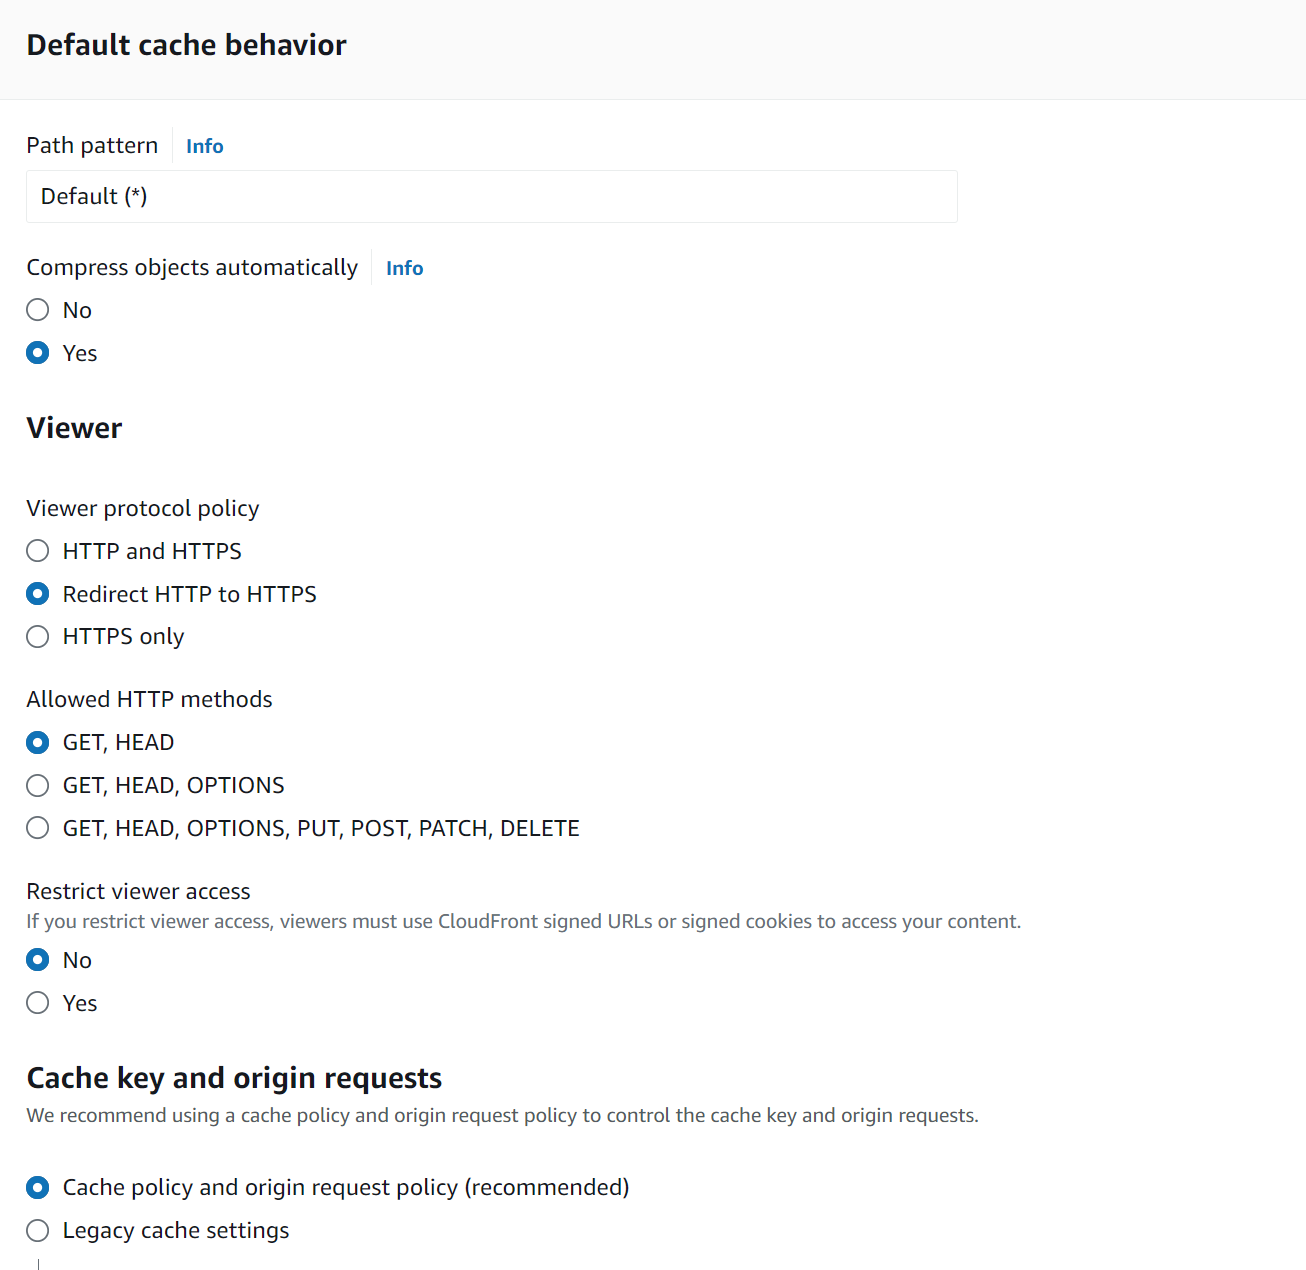 Default cache behavior
Path pattern Info
Default (*)
Compress objects automatically Info
No
Yes
Viewer
Viewer protocol policy
HTTP and HTTPS
Redirect HTTP to HTTPS
HTTPS only
Allowed HTTP methods
GET, HEAD
GET, HEAD, OPTIONS
GET, HEAD, OPTIONS, PUT, POST, PATCH, DELETE
Restrict viewer access
If you restrict viewer access, viewers must use CloudFront signed URLs or signed cookies to access your content.
No
Yes
Cache key and origin requests
We recommend using a cache policy and origin request policy to control the cache key and origin requests.
Cache policy and origin request policy (recommended)
Legacy cache settings